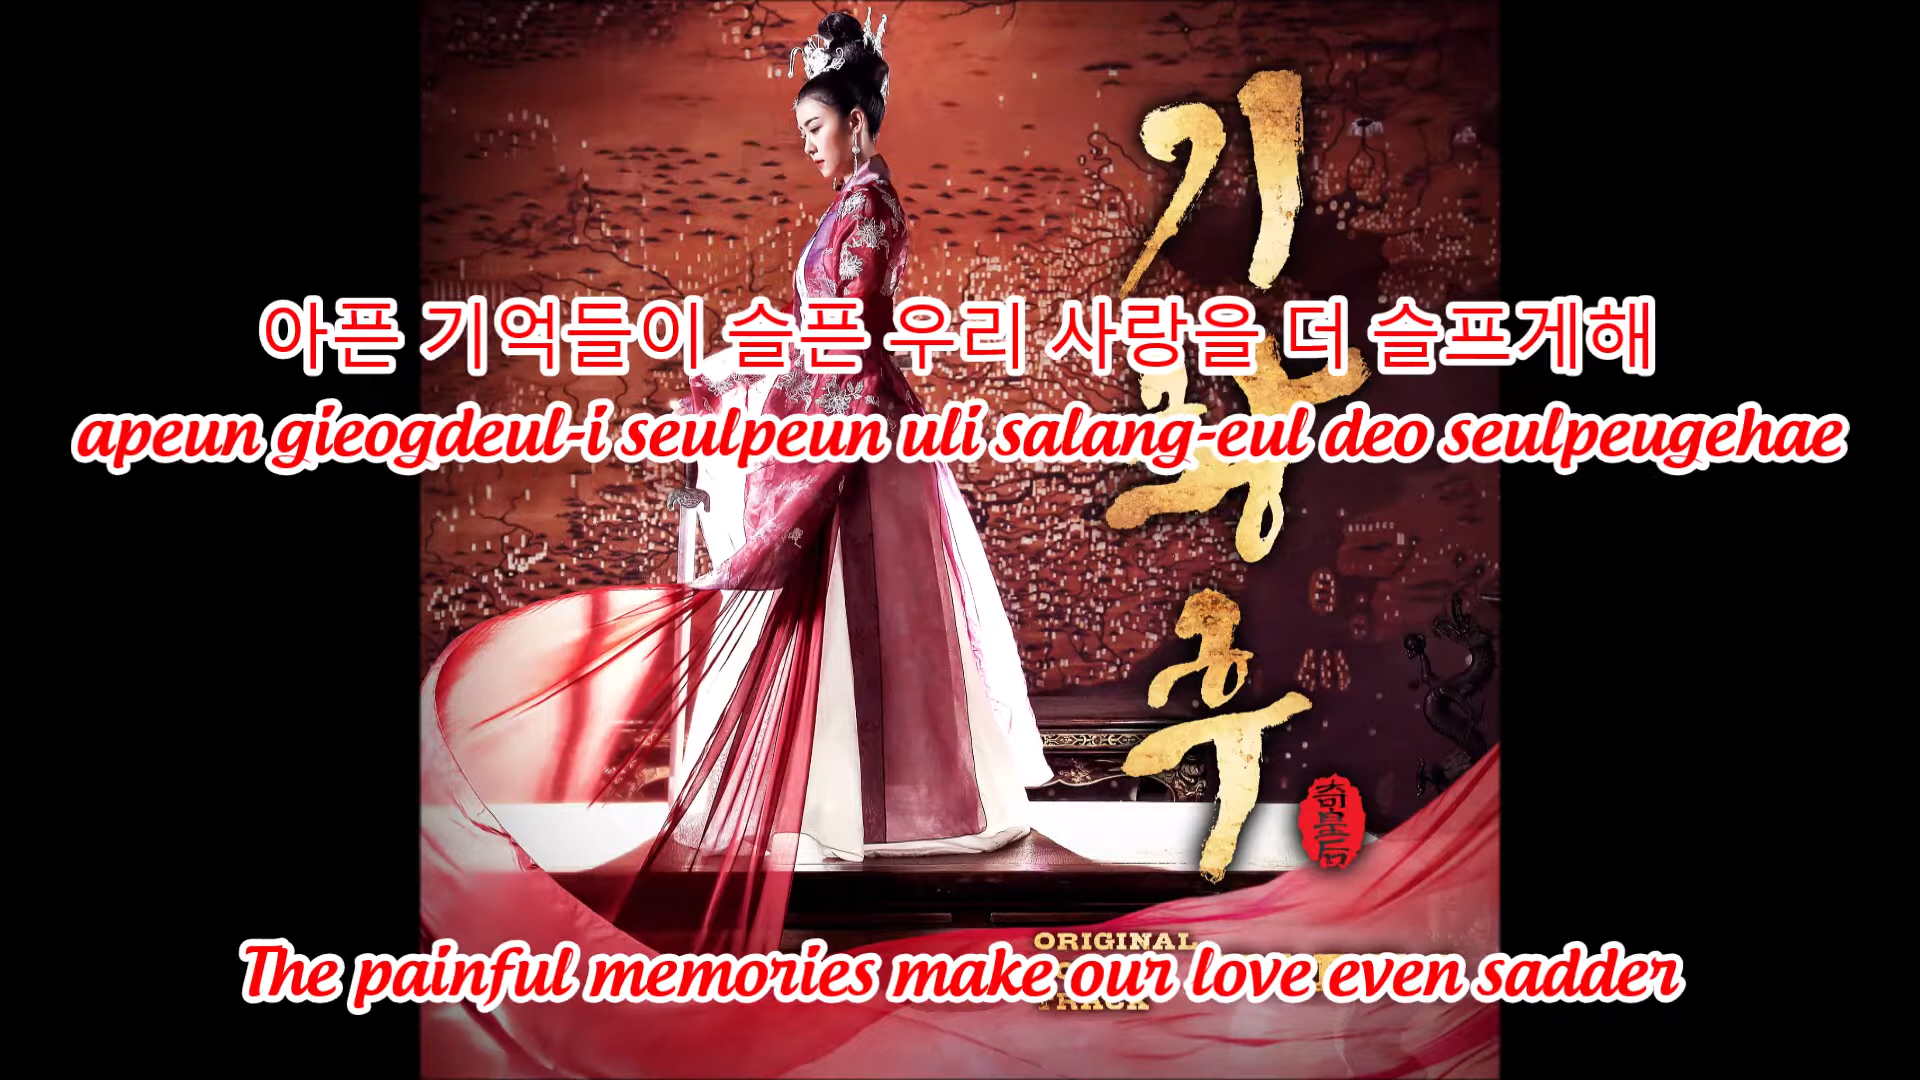 기황후
아픈 기억들이 슬픈 우리 사랑을 더 슬프게해
apeun gieogdeul-i seulpeun uli salang-eul deo seulpeugehae
奇皇后
ORIGINAL
The painful memories make our love even sadder
TRACK